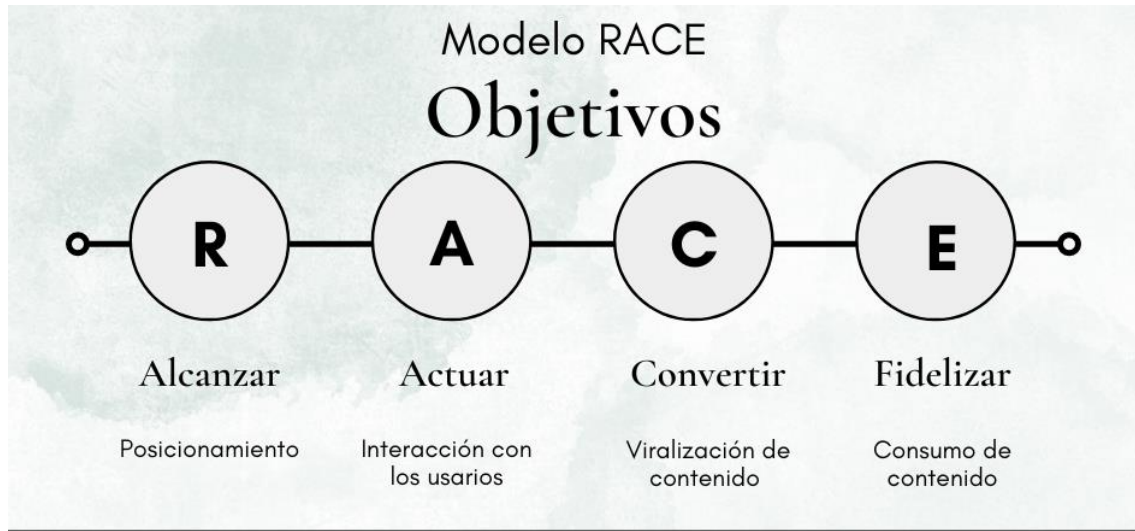 Modelo RACE
Objetivos
R A C E
Alcanzar Actuar Convertir Fidelizar
Posicionamiento
Interacción con
los usarios
Viralización de
contenido
Consumo de
contenido